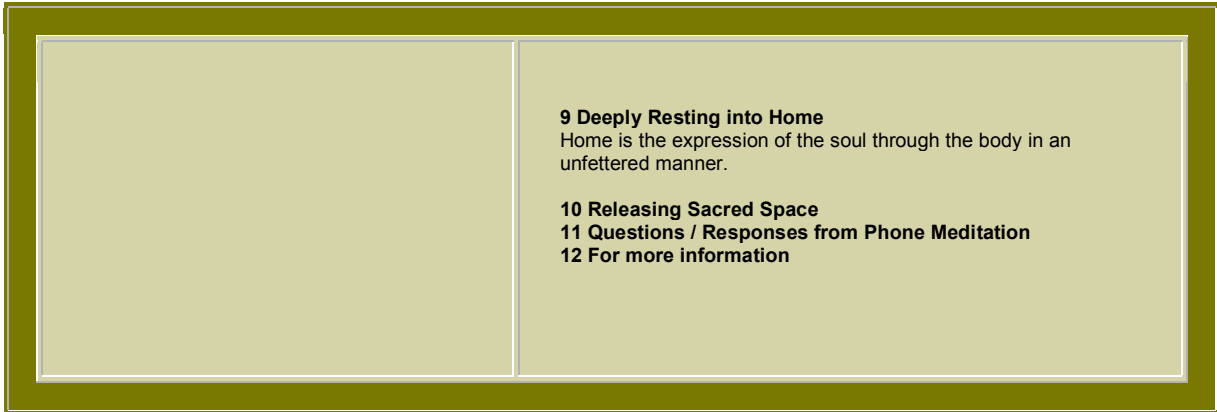 9 Deeply Resting into Home
Home is the expression of the soul through the body in an
unfettered manner.
10 Releasing Sacred Space
11 Questions / Responses from Phone Meditation
12 For more information